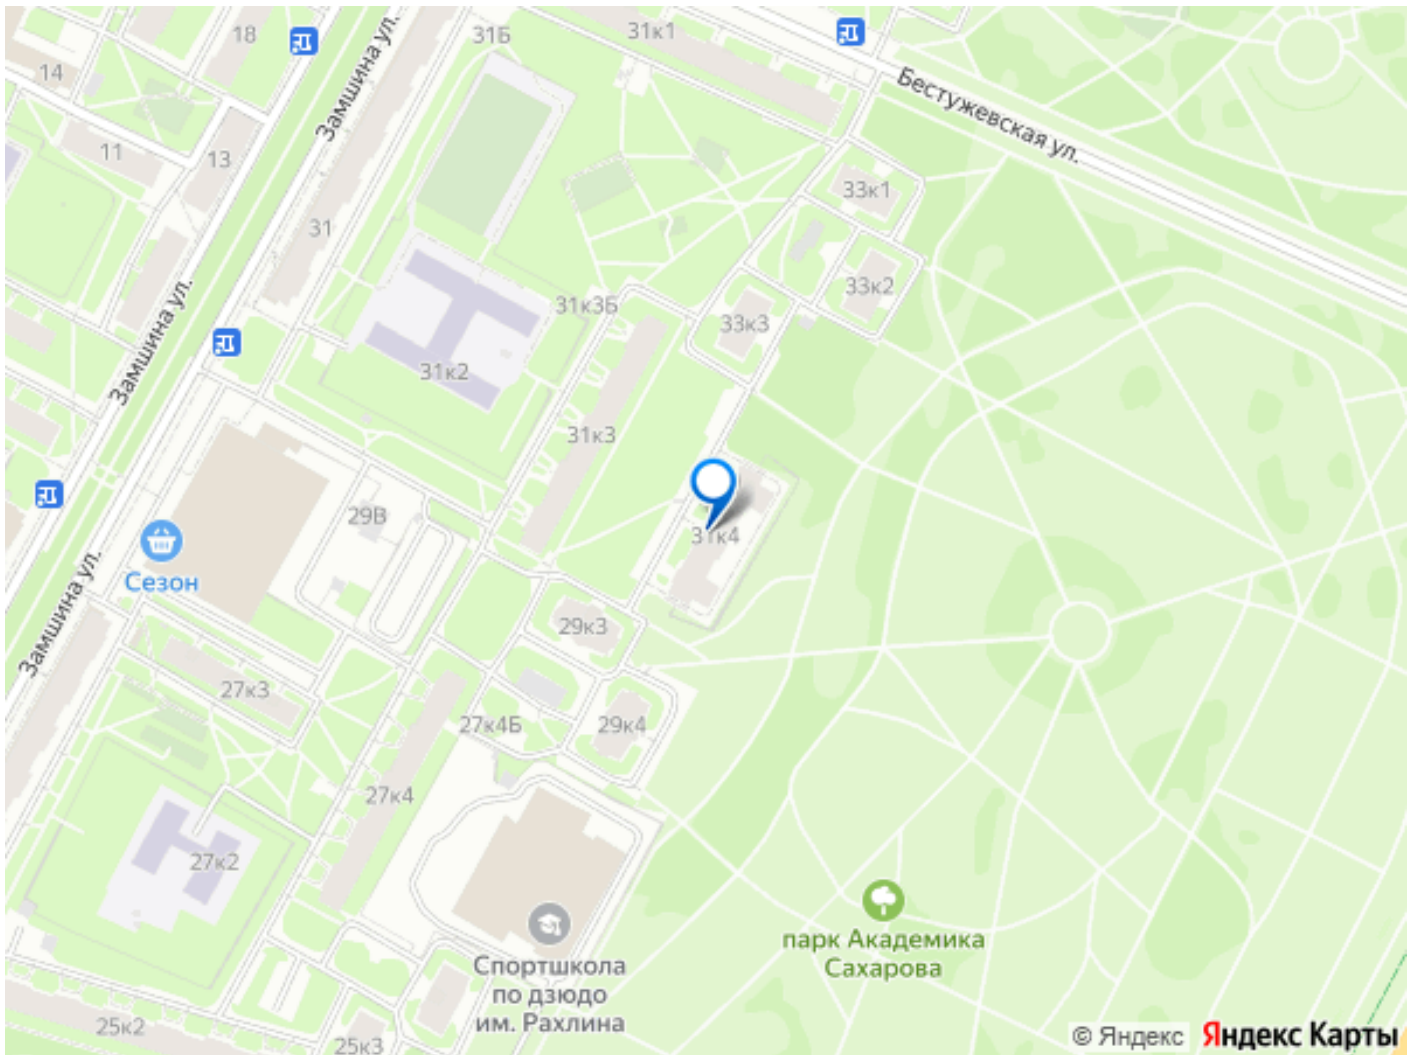 18
31Б
31к1
14
Замшина ул.
Бестужевская ул.
11
13
33к1
31
33к2
31к3Б
33к3
Замшина ул.
31к2
31к3
29В
31к4
Сезон
Замшина ул.
29к3
27к3
27к4Б
29к4
27к4
27к2
парк Академика
Сахарова
Спортшкола
по дзюдо
им. Рахлина
25к2
25к3
© Яндекс Яндекс Карты